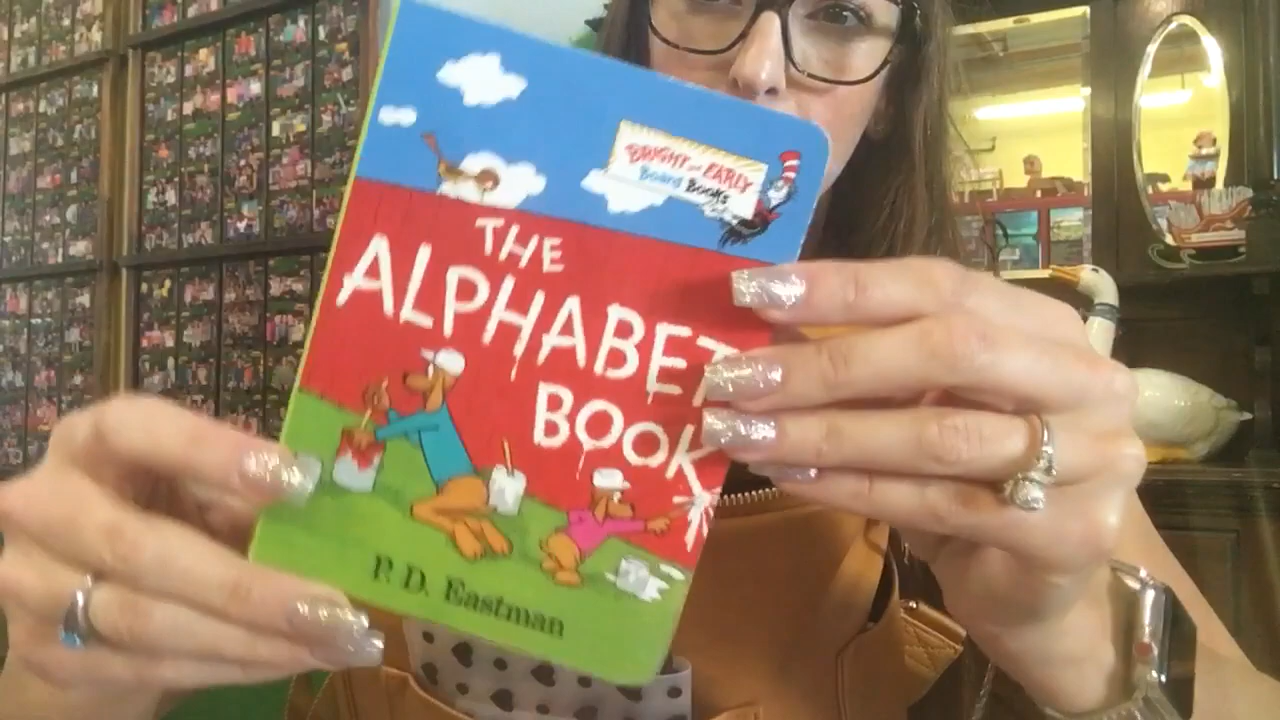 BRIGHT and EARLY
Board Books
THE
ALPHABET
BOOK
P. D. Eastman